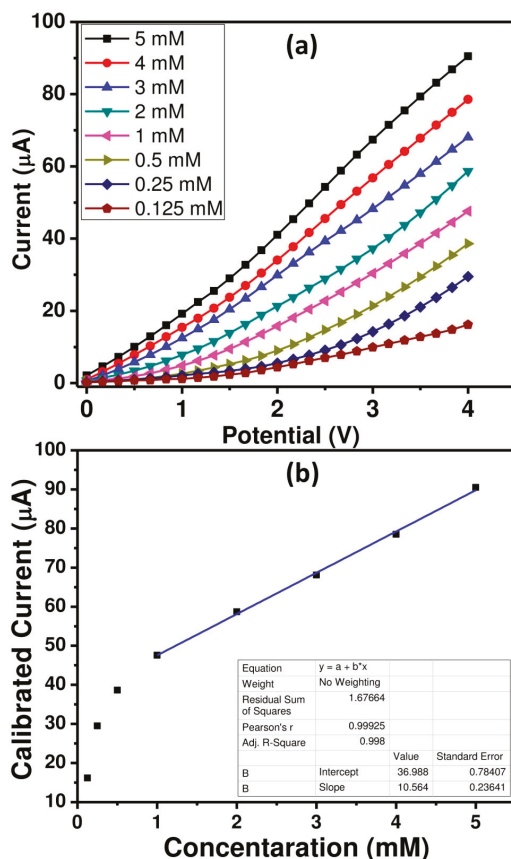 (a)
5 mM
4 mM
3 mM
2 mM
1 mM
0.5 mM
0.25 mM
0.125 mM
Current (μA)
100
80
60
40
20
0
0 1 2 3 4
Potential (V)
(b)
Calibrated Current (μA)
100
90
80
70
60
50
40
30
20
10
Equation y = a + b*x
Weight No Weighting
Residual Sum
of Squares 1.67664
Pearson's r 0.99925
Adj. R-Square 0.998
Value Standard Error
B Intercept 36.988 0.78407
B Slope 10.564 0.23641
0 1 2 3 4 5
Concentaration (mM)